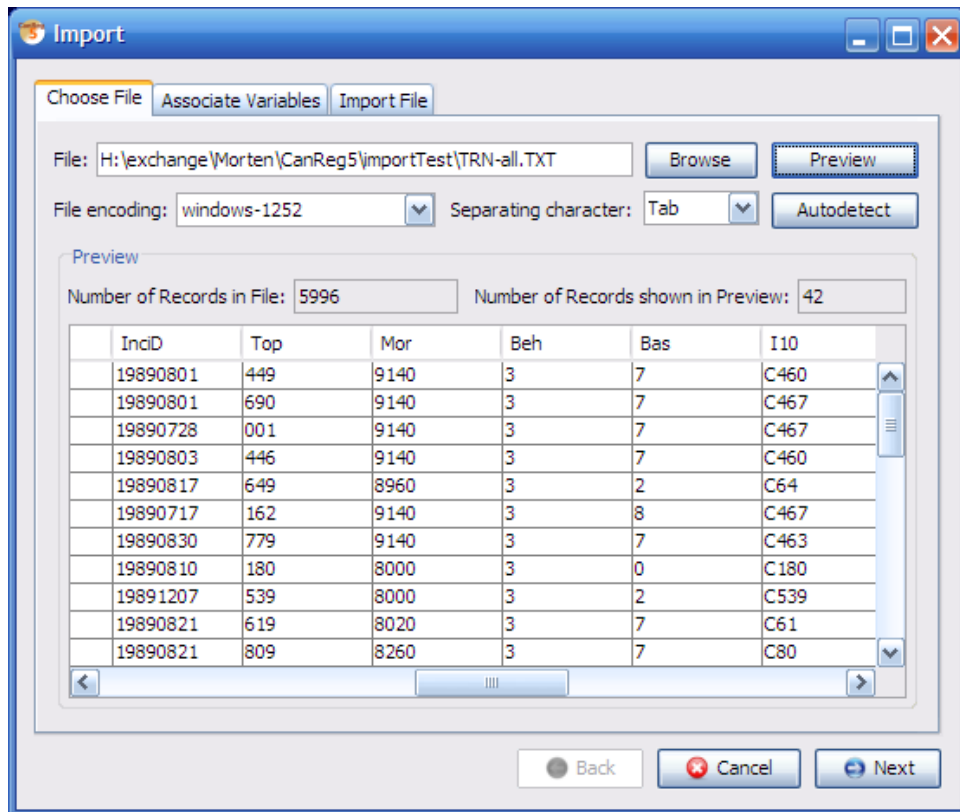 Import
Choose File Associate Variables Import File
File: H:\exchange\Morten\CanReg5\importTest\TRN-all.TXT Browse Preview
File encoding: windows-1252 Separating character: Tab Autodetect
Preview
Number of Records in File: 5996 Number of Records shown in Preview: 42
InciD Top Mor Beh Bas I10
19890801 449 9140 3 7 C460
19890801 690 9140 3 7 C467
19890728 001 9140 3 7 C467
19890803 446 9140 3 7 C460
19890817 649 8960 3 2 C64
19890717 162 9140 3 8 C467
19890830 779 9140 3 7 C463
19890810 180 8000 3 0 C180
19891207 539 8000 3 2 C539
19890821 619 8020 3 7 C61
19890821 809 8260 3 7 C80
Back Cancel Next